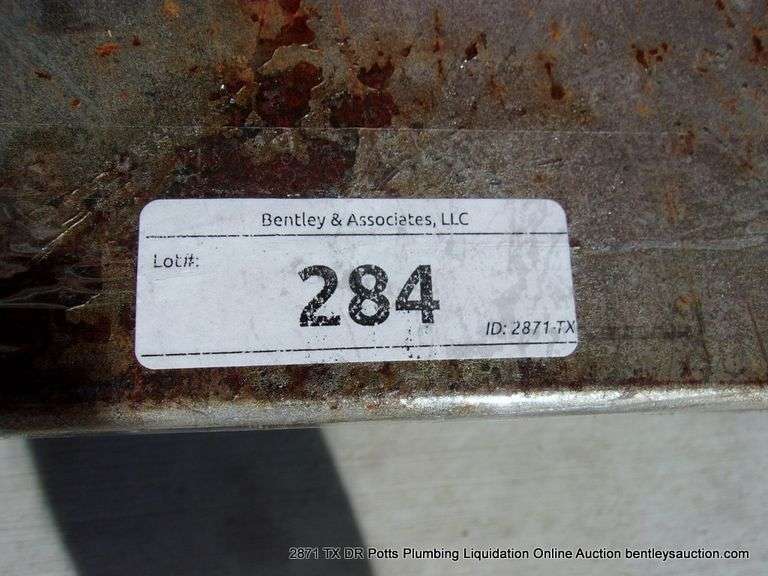 Bentley & Associates, LLC
Lot#:
284
ID: 2871-TX
2871 TX DR Potts Plumbing Liquidation Online Auction bentleysauction.com